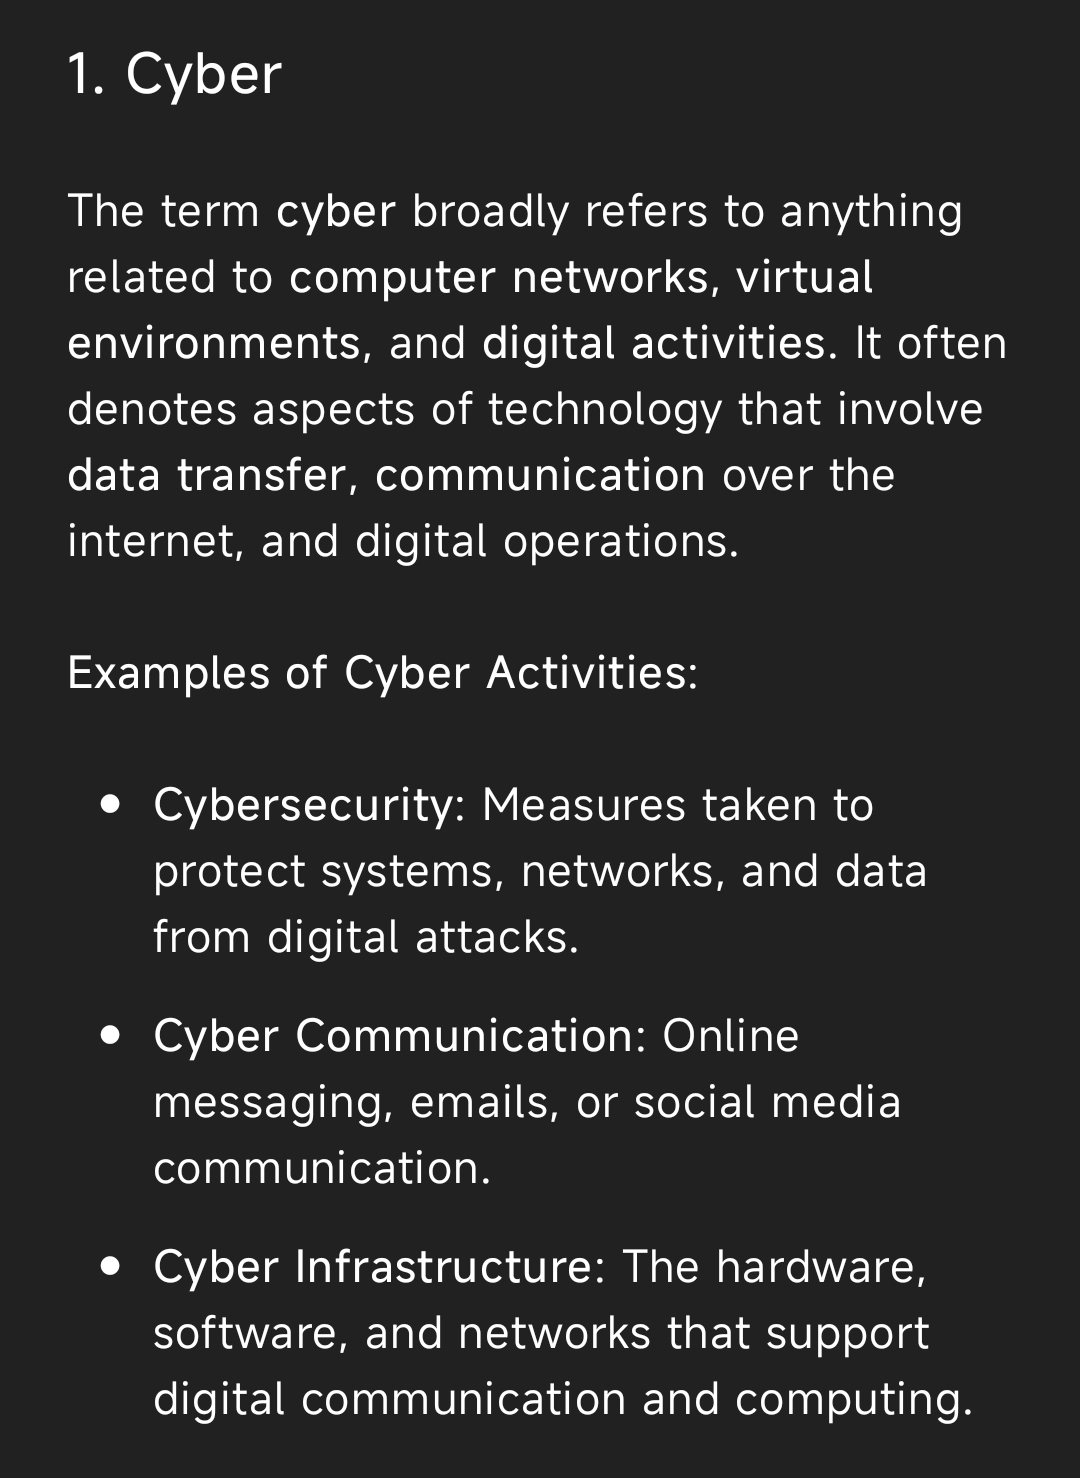 1. Cyber
The term cyber broadly refers to anything
related to computer networks, virtual
environments, and digital activities. It often
denotes aspects of technology that involve
data transfer, communication over the
internet, and digital operations.
Examples of Cyber Activities:
• Cybersecurity: Measures taken to
protect systems, networks, and data
from digital attacks.
• Cyber Communication: Online
messaging, emails, or social media
communication.
• Cyber Infrastructure: The hardware,
software, and networks that support
digital communication and computing.